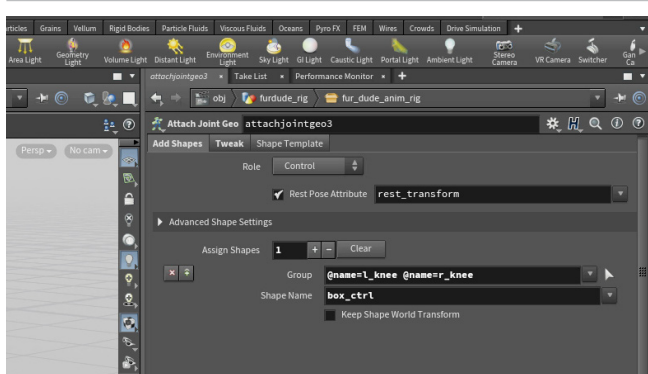 rticles Grains Vellum Rigid Bodies Particle Fluids Viscous Fluids Oceans Pyro FX FEM Wires Crowds Drive Simulation +
Area Light Geometry Light Volume Light Distant Light Environment Light Sky Light GI Light Caustic Light Portal Light Ambient Light Stereo Camera VR Camera Switcher Gan Ca
attachjointgeo3 × Take List × Performance Monitor × +
obj furdude_rig fur_dude_anim_rig
Attach Joint Geo attachjointgeo3
Persp No cam
Add Shapes Tweak Shape Template
Role Control
Rest Pose Attribute rest_transform
Advanced Shape Settings
Assign Shapes 1 + − Clear
Group @name=l_knee @name=r_knee
Shape Name box_ctrl
Keep Shape World Transform